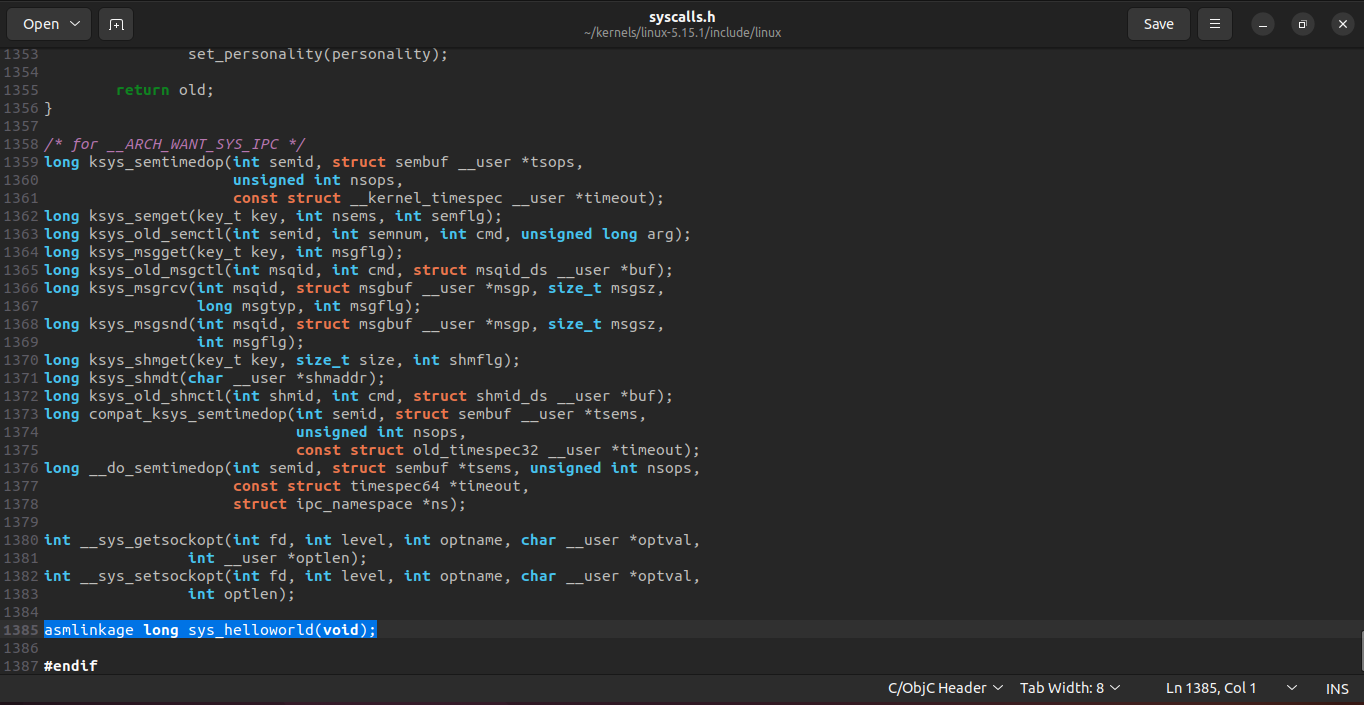 Open
syscalls.h
~/kernels/linux-5.15.1/include/linux
Save
1353                 set_personality(personality);
1354
1355         return old;
1356 }
1357
1358 /* for __ARCH_WANT_SYS_IPC */
1359 long ksys_semtimedop(int semid, struct sembuf __user *tsops,
1360                      unsigned int nsops,
1361                      const struct __kernel_timespec __user *timeout);
1362 long ksys_semget(key_t key, int nsems, int semflg);
1363 long ksys_old_semctl(int semid, int semnum, int cmd, unsigned long arg);
1364 long ksys_msgget(key_t key, int msgflg);
1365 long ksys_old_msgctl(int msqid, int cmd, struct msqid_ds __user *buf);
1366 long ksys_msgrcv(int msqid, struct msgbuf __user *msgp, size_t msgsz,
1367                  long msgtyp, int msgflg);
1368 long ksys_msgsnd(int msqid, struct msgbuf __user *msgp, size_t msgsz,
1369                  int msgflg);
1370 long ksys_shmget(key_t key, size_t size, int shmflg);
1371 long ksys_shmdt(char __user *shmaddr);
1372 long ksys_old_shmctl(int shmid, int cmd, struct shmid_ds __user *buf);
1373 long compat_ksys_semtimedop(int semid, struct sembuf __user *tsems,
1374                             unsigned int nsops,
1375                             const struct old_timespec32 __user *timeout);
1376 long __do_semtimedop(int semid, struct sembuf *tsems, unsigned int nsops,
1377                      const struct timespec64 *timeout,
1378                      struct ipc_namespace *ns);
1379
1380 int __sys_getsockopt(int fd, int level, int optname, char __user *optval,
1381                 int __user *optlen);
1382 int __sys_setsockopt(int fd, int level, int optname, char __user *optval,
1383                 int optlen);
1384
1385 asmlinkage long sys_helloworld(void);
1386
1387 #endif
C/ObjC Header Tab Width: 8 Ln 1385, Col 1 INS